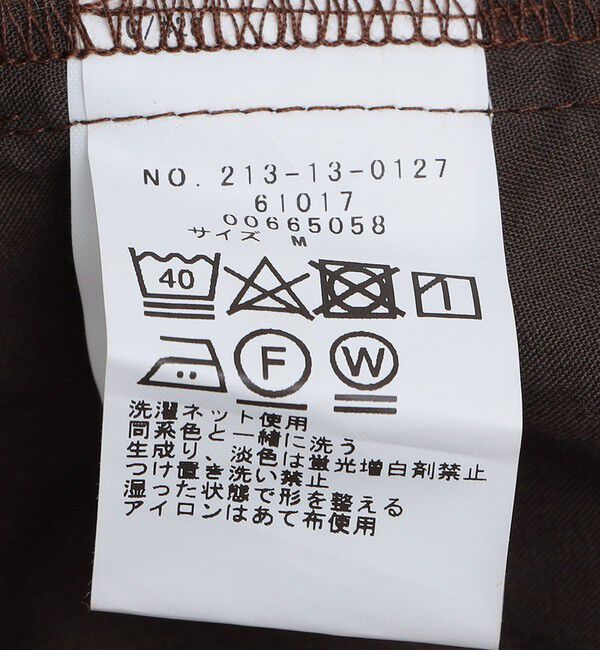 NO. 213-13-0127
61017
00665058
サイズ M
40
F W
洗濯ネット使用
同系色と一緒に洗う
生成り、淡色は蛍光増白剤禁止
つけ置き洗い禁止
湿った状態で形を整える
アイロンはあて布使用